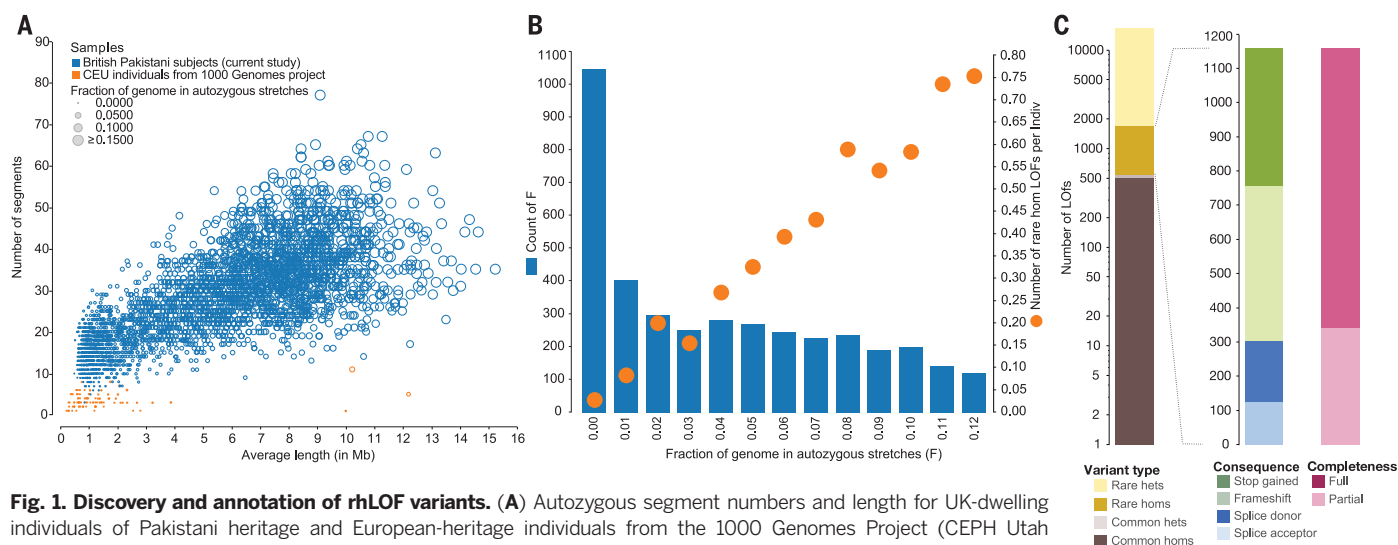 A
90
80
70
60
50
40
30
20
10
0
Number of segments
Samples
British Pakistani subjects (current study)
CEU individuals from 1000 Genomes project
Fraction of genome in autozygous stretches
0.0000
0.0500
0.1000
≥0.1500
0 1 2 3 4 5 6 7 8 9 10 11 12 13 14 15 16
Average length (in Mb)
B
1100
1000
900
800
700
600
500
400
300
200
100
0
Count of F
0.80
0.75
0.70
0.65
0.60
0.55
0.50
0.45
0.40
0.35
0.30
0.25
0.20
0.15
0.10
0.05
0,00
Number of rare hom LOFs per Indiv
0.00 0.01 0.02 0.03 0.04 0.05 0.06 0.07 0.08 0.09 0.10 0.11 0.12
Fraction of genome in autozygous stretches (F)
C
10000
5000
2000
1000
500
200
100
50
20
10
5
2
1
Number of LOfs
1200
1100
1000
900
800
700
600
500
400
300
200
100
0
Variant type
Rare hets
Rare homs
Common hets
Common homs
Consequence
Stop gained
Frameshift
Splice donor
Splice acceptor
Completeness
Full
Partial
Fig. 1. Discovery and annotation of rhLOF variants. (A) Autozygous segment numbers and length for UK-dwelling
individuals of Pakistani heritage and European-heritage individuals from the 1000 Genomes Project (CEPH Utah